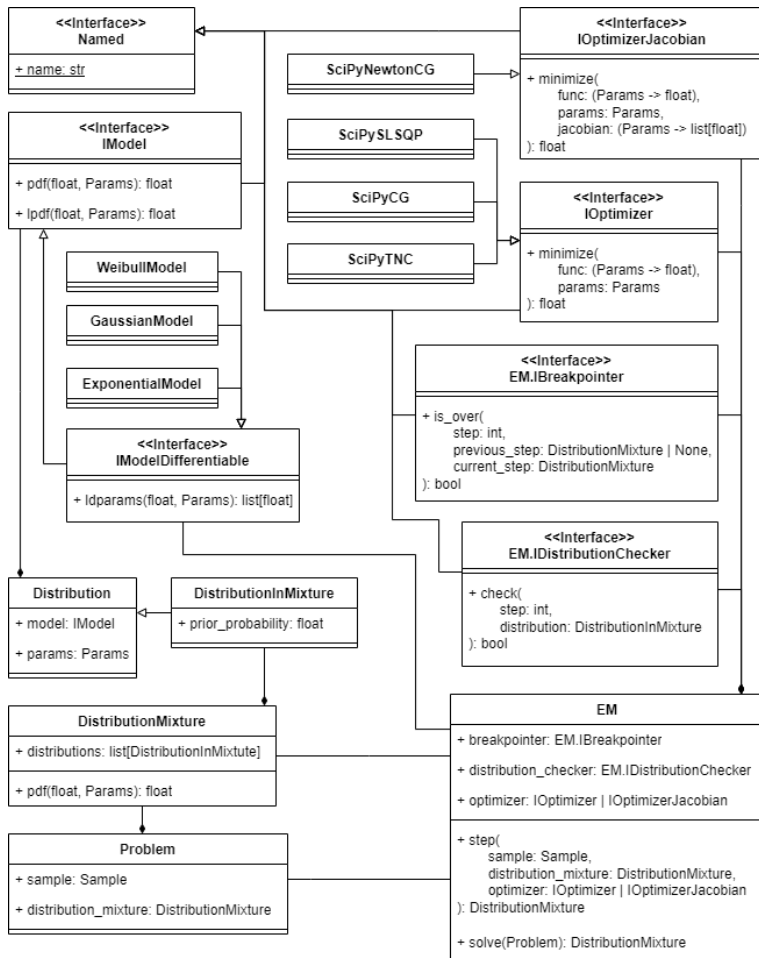 <<Interface>>
Named
+ name: str
<<Interface>>
IOptimizerJacobian
+ minimize(
func: (Params -> float),
params: Params,
jacobian: (Params -> list[float])
): float
SciPyNewtonCG
SciPySLSQP
SciPyCG
SciPyTNC
<<Interface>>
IModel
+ pdf(float, Params): float
+ lpdf(float, Params): float
<<Interface>>
IOptimizer
+ minimize(
func: (Params -> float),
params: Params
): float
WeibullModel
GaussianModel
ExponentialModel
<<Interface>>
IModelDifferentiable
+ ldparams(float, Params): list[float]
<<Interface>>
EM.IBreakpointer
+ is_over(
step: int,
previous_step: DistributionMixture | None,
current_step: DistributionMixture
): bool
<<Interface>>
EM.IDistributionChecker
+ check(
step: int,
distribution: DistributionInMixture
): bool
Distribution
+ model: IModel
+ params: Params
DistributionInMixture
+ prior_probability: float
DistributionMixture
+ distributions: list[DistributionInMixtute]
+ pdf(float, Params): float
Problem
+ sample: Sample
+ distribution_mixture: DistributionMixture
EM
+ breakpointer: EM.IBreakpointer
+ distribution_checker: EM.IDistributionChecker
+ optimizer: IOptimizer | IOptimizerJacobian
+ step(
sample: Sample,
distribution_mixture: DistributionMixture,
optimizer: IOptimizer | IOptimizerJacobian
): DistributionMixture
+ solve(Problem): DistributionMixture